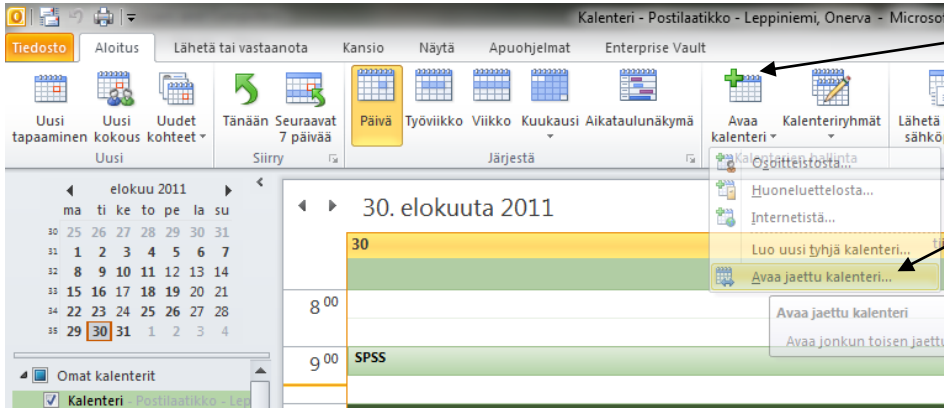 Kalenteri - Postilaatikko - Leppiniemi, Onerva - Microsof
Tiedosto Aloitus Lähetä tai vastaanota Kansio Näytä Apuohjelmat Enterprise Vault
Uusi tapaaminen
Uusi kokous
Uudet kohteet
Uusi
Tänään
Seuraavat 7 päivää
Siirry
Päivä Työviikko Viikko Kuukausi Aikataulunäkymä
Järjestä
Avaa kalenteri
Kalenteriryhmät
Lähetä sähköp
Kalenterien hallinta
Osoitteistosta...
Huoneluettelosta...
Internetistä...
Luo uusi tyhjä kalenteri...
Avaa jaettu kalenteri...
Avaa jaettu kalenteri
Avaa jonkun toisen jaettu
elokuu 2011
ma ti ke to pe la su
30 25 26 27 28 29 30 31
31 1 2 3 4 5 6 7
32 8 9 10 11 12 13 14
33 15 16 17 18 19 20 21
34 22 23 24 25 26 27 28
35 29 30 31 1 2 3 4
Omat kalenterit
Kalenteri - Postilaatikko - Lep
30. elokuuta 2011
30
8 00
9 00 SPSS